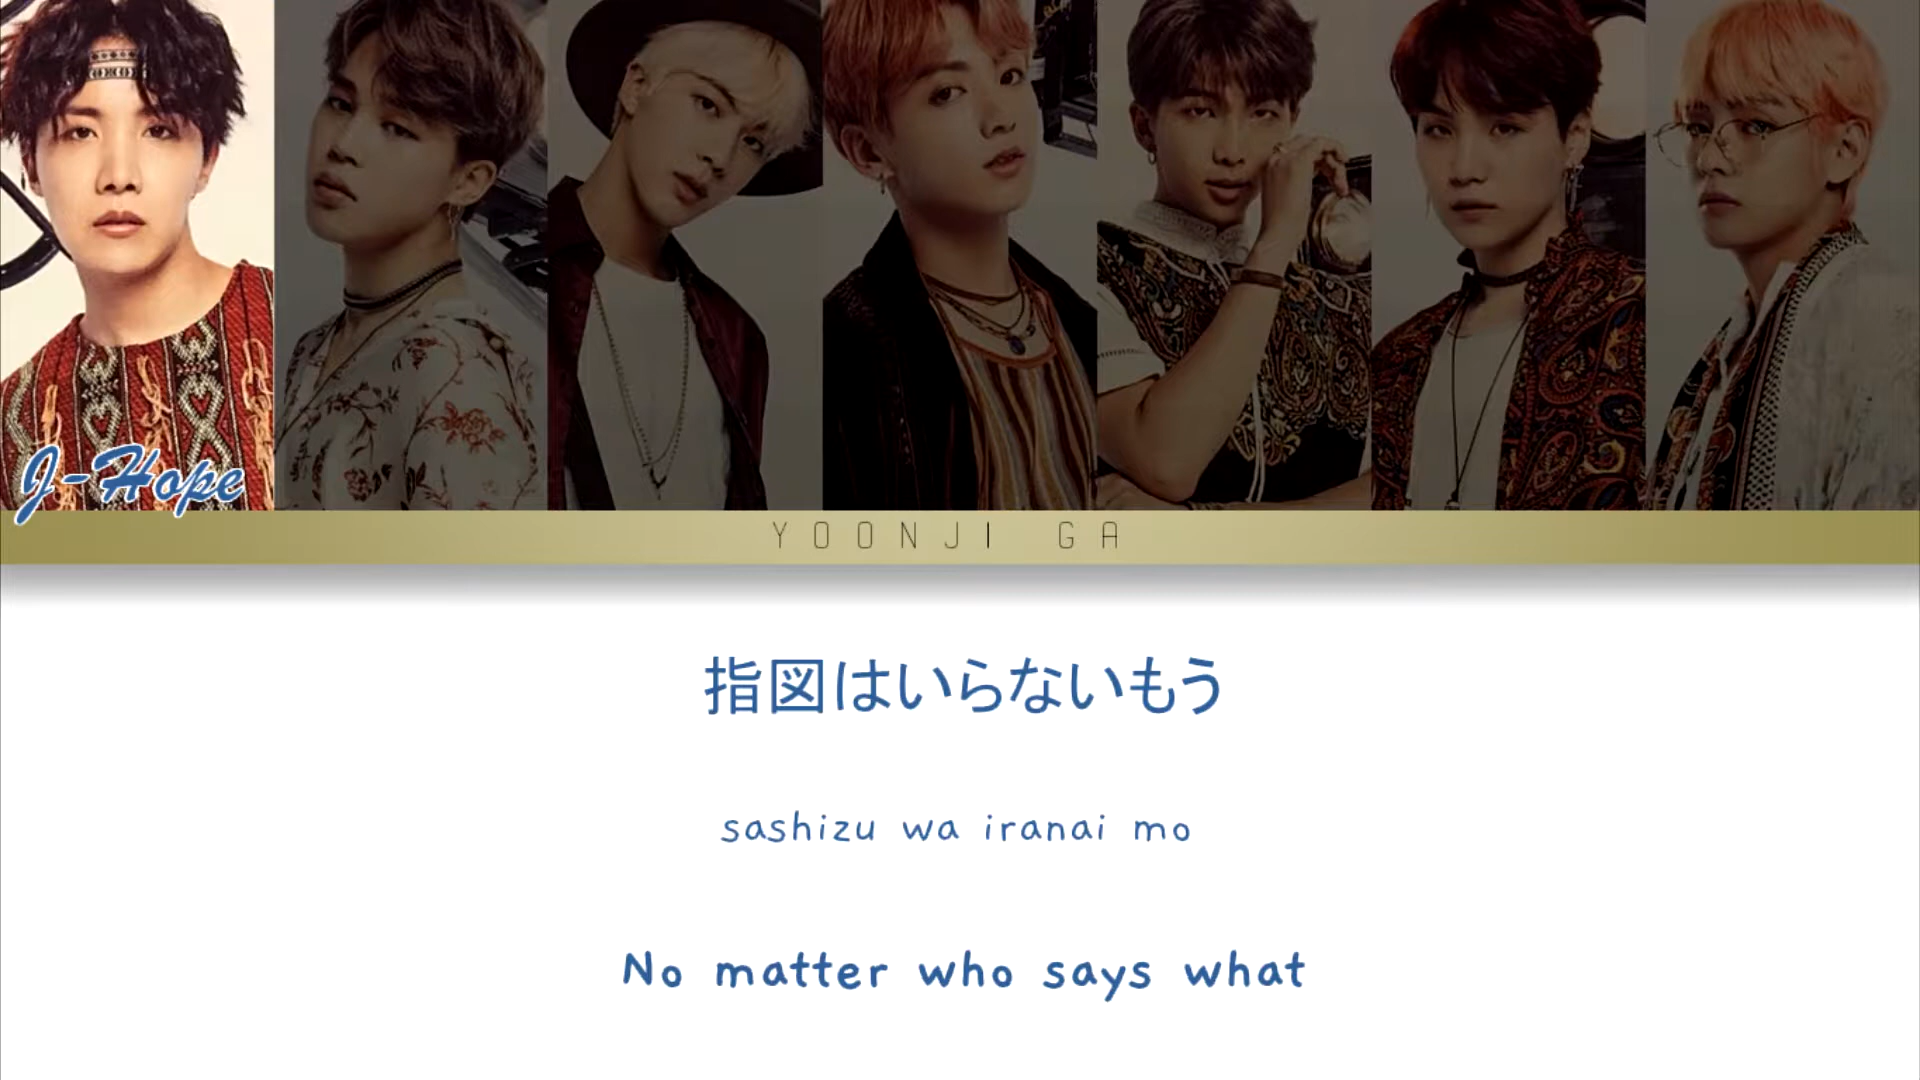 J-Hope
YOONJI GA
指図はいらないもう
sashizu wa iranai mo
No matter who says what